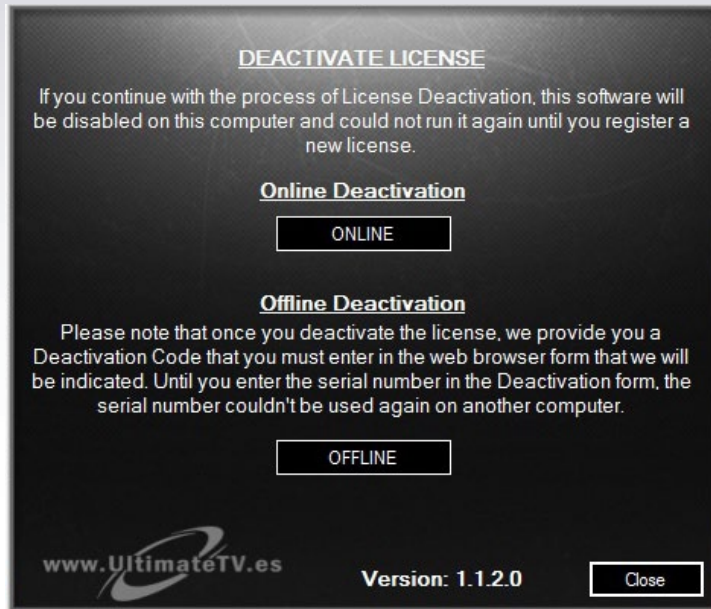 DEACTIVATE LICENSE
If you continue with the process of License Deactivation, this software will
be disabled on this computer and could not run it again until you register a
new license.
Online Deactivation
ONLINE
Offline Deactivation
Please note that once you deactivate the license, we provide you a
Deactivation Code that you must enter in the web browser form that we will
be indicated. Until you enter the serial number in the Deactivation form, the
serial number couldn't be used again on another computer.
OFFLINE
www.UltimateTV.es
Version: 1.1.2.0
Close